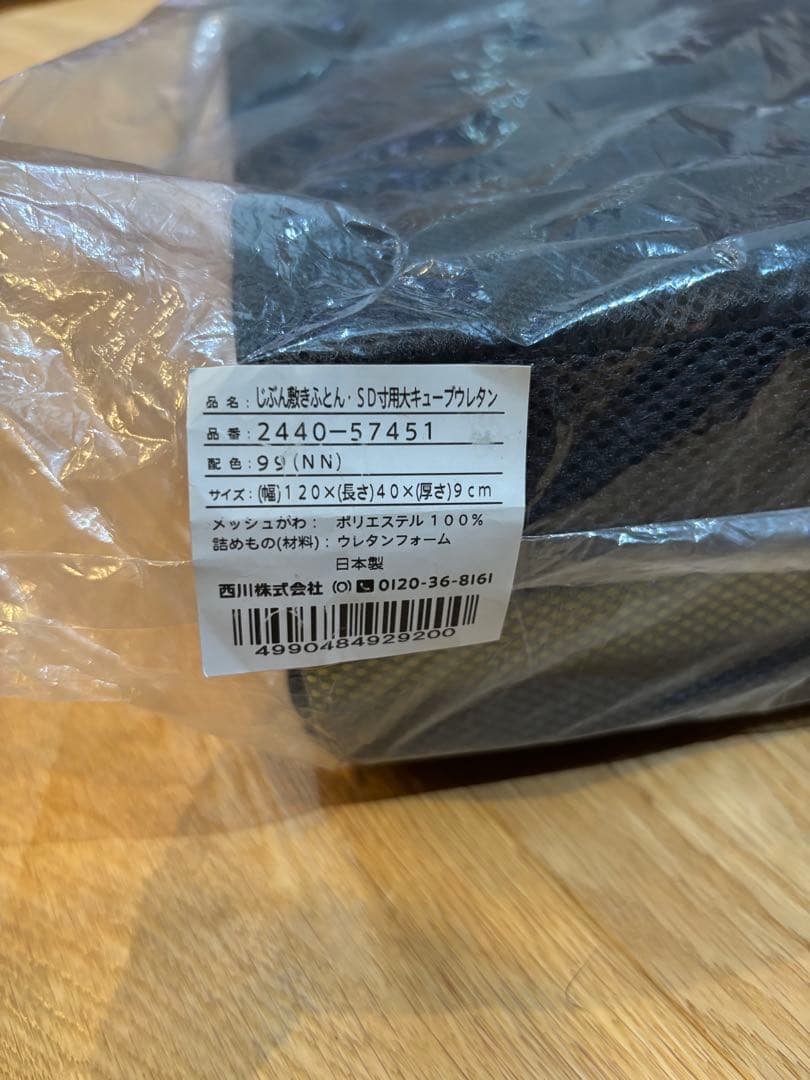 品名：じぶん敷きふとん・SD寸用大キューブウレタン
品番：2440-57451
配色：99(NN)
サイズ：(幅)120×(長さ)40×(厚さ)9cm
メッシュがわ： ポリエステル100%
詰めもの(材料)：ウレタンフォーム
日本製
西川株式会社 0120-36-8161
4990484929200